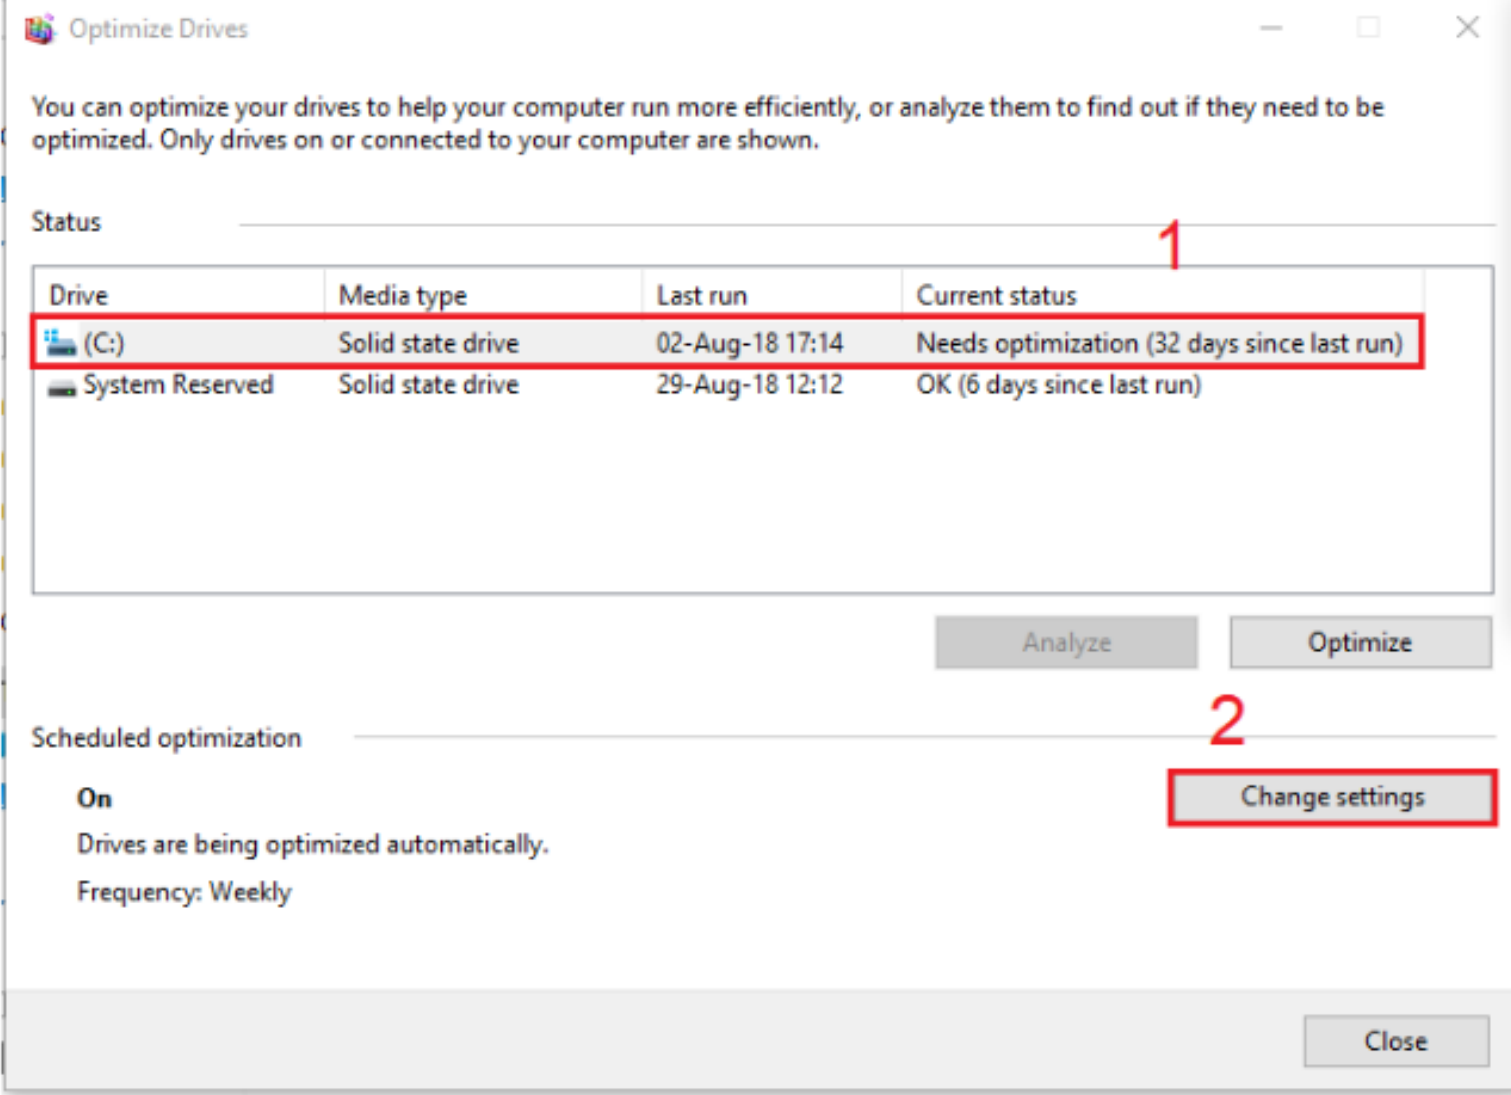 Optimize Drives
You can optimize your drives to help your computer run more efficiently, or analyze them to find out if they need to be
optimized. Only drives on or connected to your computer are shown.
Status
1
Drive Media type Last run Current status
(C:) Solid state drive 02-Aug-18 17:14 Needs optimization (32 days since last run)
System Reserved Solid state drive 29-Aug-18 12:12 OK (6 days since last run)
Analyze Optimize
2
Scheduled optimization
On
Change settings
Drives are being optimized automatically.
Frequency: Weekly
Close